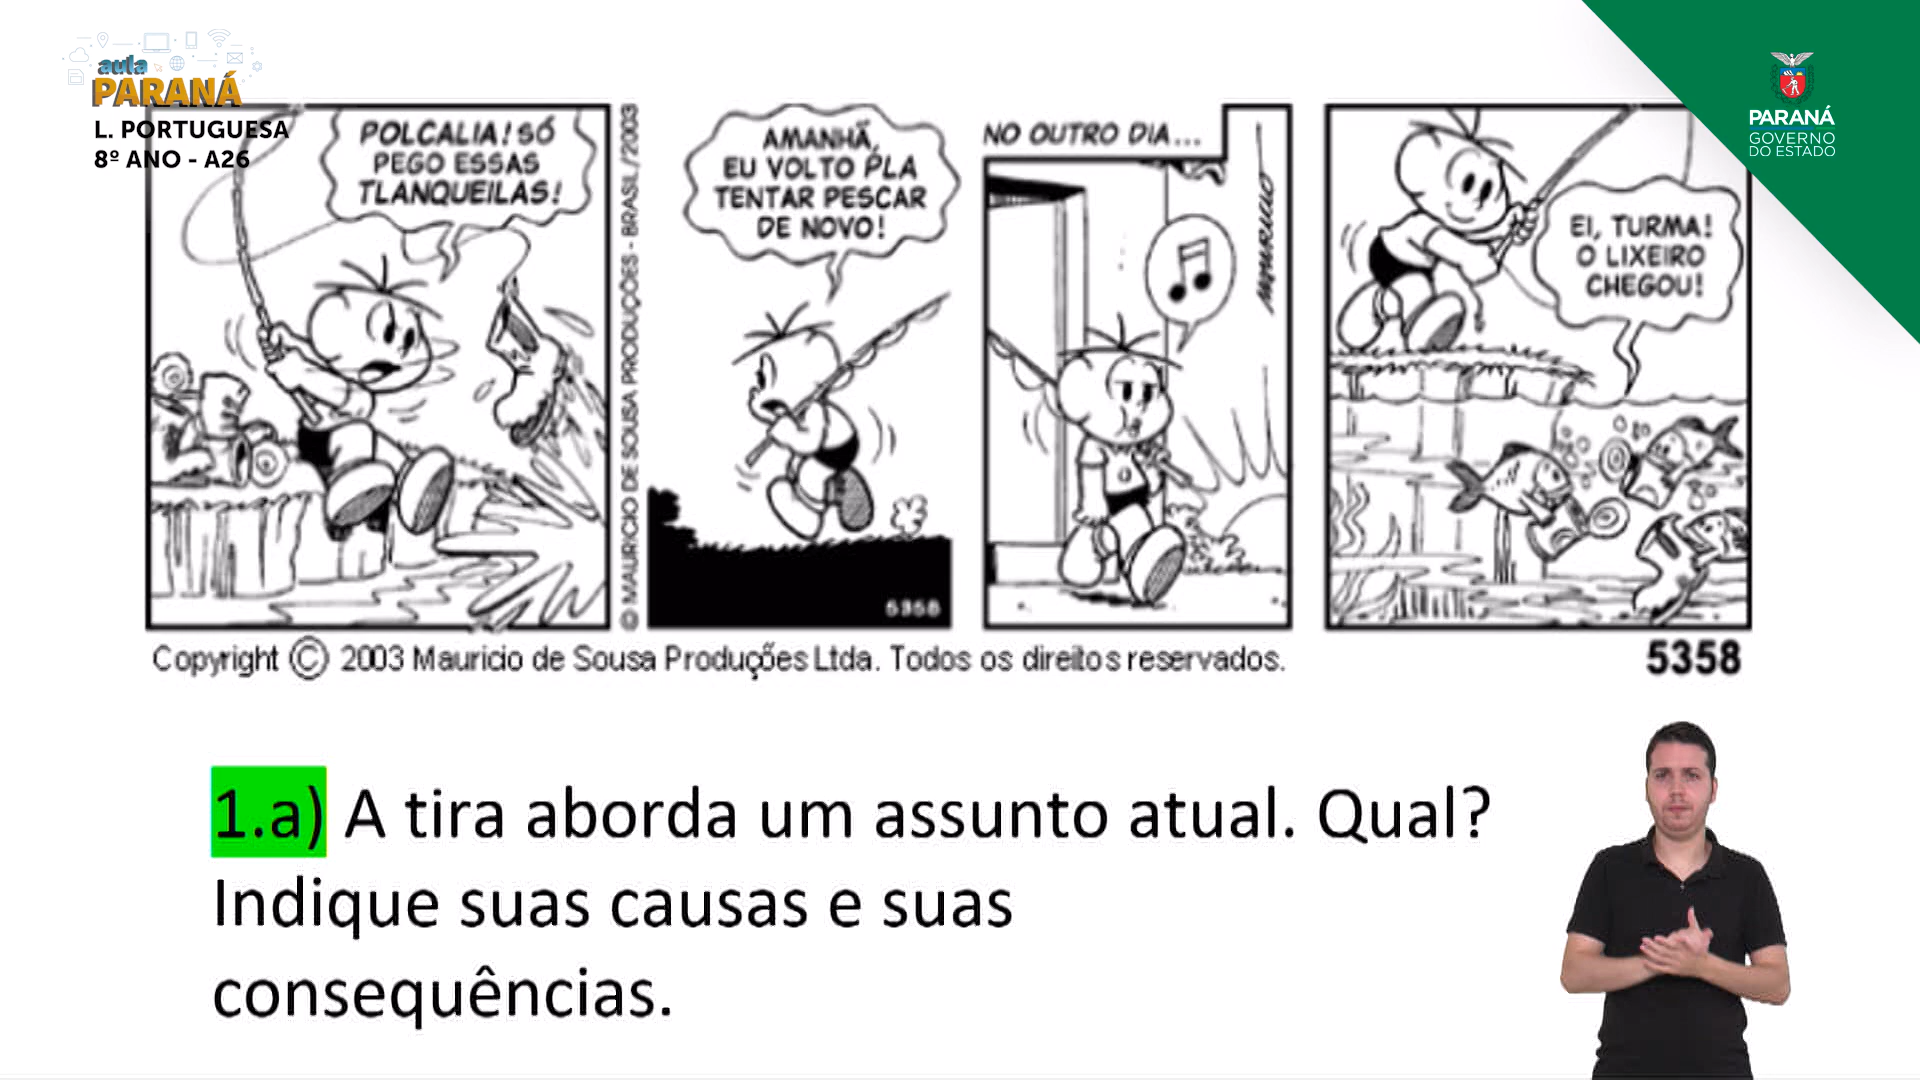 aula
PARANÁ
L. PORTUGUESA
8º ANO - A26
PARANÁ
GOVERNO
DO ESTADO
POLCALIA! SÓ
PEGO ESSAS
TLANQUEILAS!
© MAURICIO DE SOUSA PRODUÇÕES - BRASIL/2003
AMANHÃ,
EU VOLTO PLA
TENTAR PESCAR
DE NOVO!
5358
NO OUTRO DIA...
MAURICIO
EI, TURMA!
O LIXEIRO
CHEGOU!
Copyright © 2003 Mauricio de Sousa Produções Ltda. Todos os direitos reservados.
5358
1.a) A tira aborda um assunto atual. Qual?
Indique suas causas e suas
consequências.